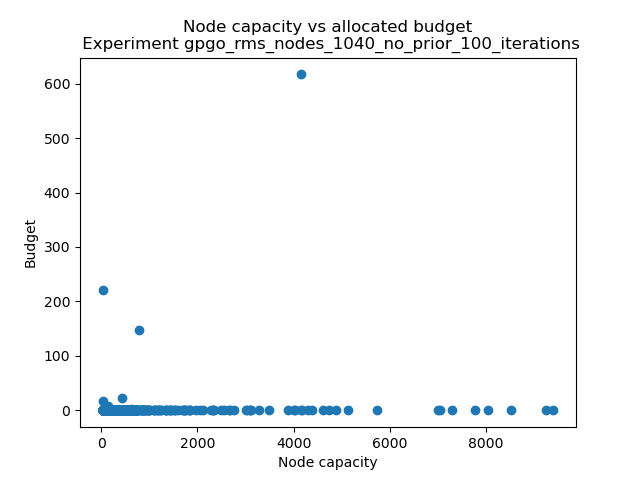 Node capacity vs allocated budget
Experiment gpgo_rms_nodes_1040_no_prior_100_iterations
600
500
400
300
200
100
0
Budget
0 2000 4000 6000 8000
Node capacity